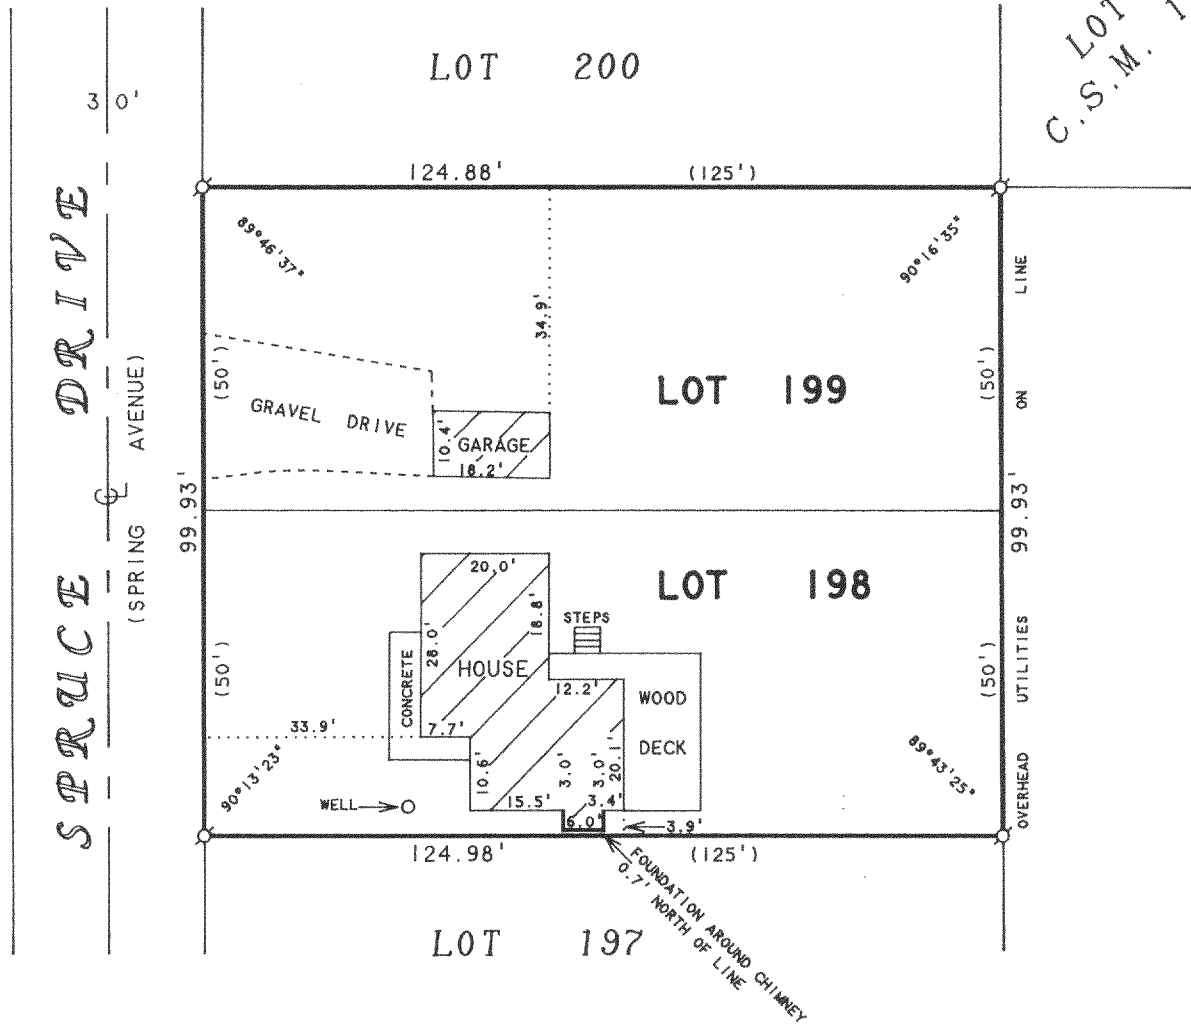 LOT 200
LOT
C.S.M. 1
30'
124.88'
(125')
89°46'37"
90°16'35"
SPRUCE DRIVE
(SPRING AVENUE)
℄
99.93'
(50')
(50')
34.9'
GRAVEL DRIVE
10.4'
GARAGE
18.2'
LOT 199
(50')
(50')
99.93'
OVERHEAD UTILITIES ON LINE
LOT 198
20.0'
18.8'
28.0'
HOUSE
STEPS
12.2'
WOOD
DECK
CONCRETE
33.9'
7.7'
10.6'
3.0'
3.0'
20.1'
15.5'
3.4'
6.0'
3.9'
WELL
90°13'23"
89°43'25"
124.98'
(125')
FOUNDATION AROUND CHIMNEY
0.7' NORTH OF LINE
LOT 197